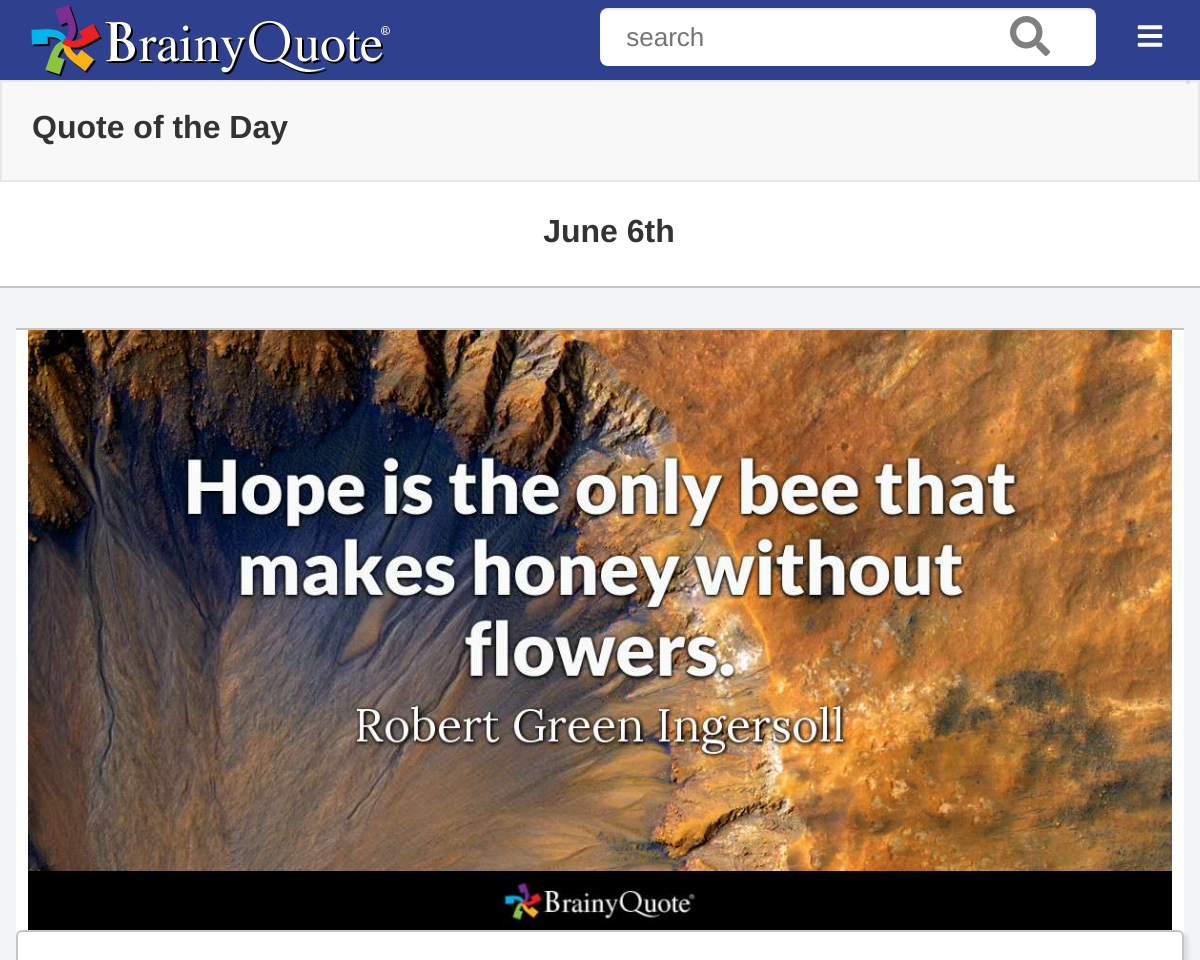 BrainyQuote®
search
Quote of the Day
June 6th
Hope is the only bee that
makes honey without
flowers.
Robert Green Ingersoll
BrainyQuote®